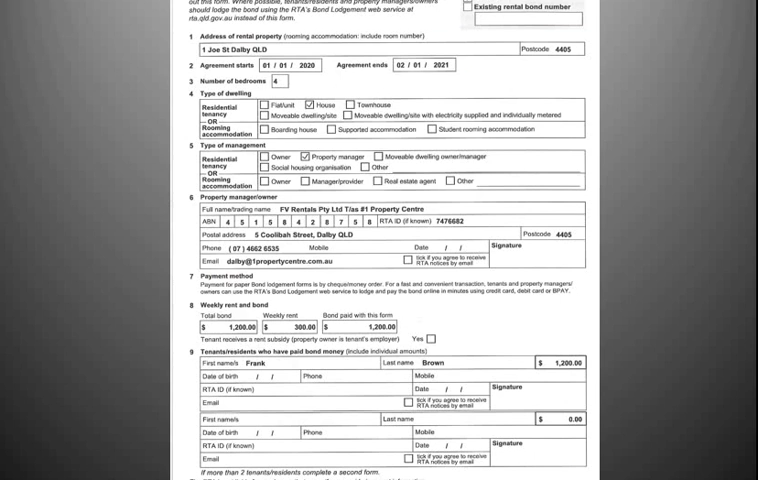 out this form. Where possible, tenants/residents and property managers/owners
should lodge the bond using the RTA's Bond Lodgement web service at
rta.qld.gov.au instead of this form.
Existing rental bond number
1 Address of rental property (rooming accommodation: include room number)
1 Joe St Dalby QLD Postcode 4405
2 Agreement starts 01 / 01 / 2020 Agreement ends 02 / 01 / 2021
3 Number of bedrooms 4
4 Type of dwelling
Residential tenancy Flat/unit House Townhouse
Moveable dwelling/site Moveable dwelling/site with electricity supplied and individually metered
OR
Rooming accommodation Boarding house Supported accommodation Student rooming accommodation
5 Type of management
Residential tenancy Owner Property manager Moveable dwelling owner/manager
Social housing organisation Other
OR
Rooming accommodation Owner Manager/provider Real estate agent Other
6 Property manager/owner
Full name/trading name FV Rentals Pty Ltd T/as #1 Property Centre
ABN 4 5 1 5 8 4 2 8 7 5 8 RTA ID (if known) 7476682
Postal address 5 Coolibah Street, Dalby QLD Postcode 4405
Phone ( 07 ) 4662 6535 Mobile Date / / Signature
Email dalby@1propertycentre.com.au tick if you agree to receive RTA notices by email
7 Payment method
Payment for paper Bond lodgement forms is by cheque/money order. For a fast and convenient transaction, tenants and property managers/
owners can use the RTA's Bond Lodgement web service to lodge and pay the bond online in minutes using credit card, debit card or BPAY.
8 Weekly rent and bond
Total bond Weekly rent Bond paid with this form
$ 1,200.00 $ 300.00 $ 1,200.00
Tenant receives a rent subsidy (property owner is tenant's employer) Yes
9 Tenants/residents who have paid bond money (include individual amounts)
First name/s Frank Last name Brown $ 1,200.00
Date of birth / / Phone Mobile
RTA ID (if known) Date / / Signature
Email tick if you agree to receive RTA notices by email
First name/s Last name $ 0.00
Date of birth / / Phone Mobile
RTA ID (if known) Date / / Signature
Email tick if you agree to receive RTA notices by email
If more than 2 tenants/residents complete a second form.